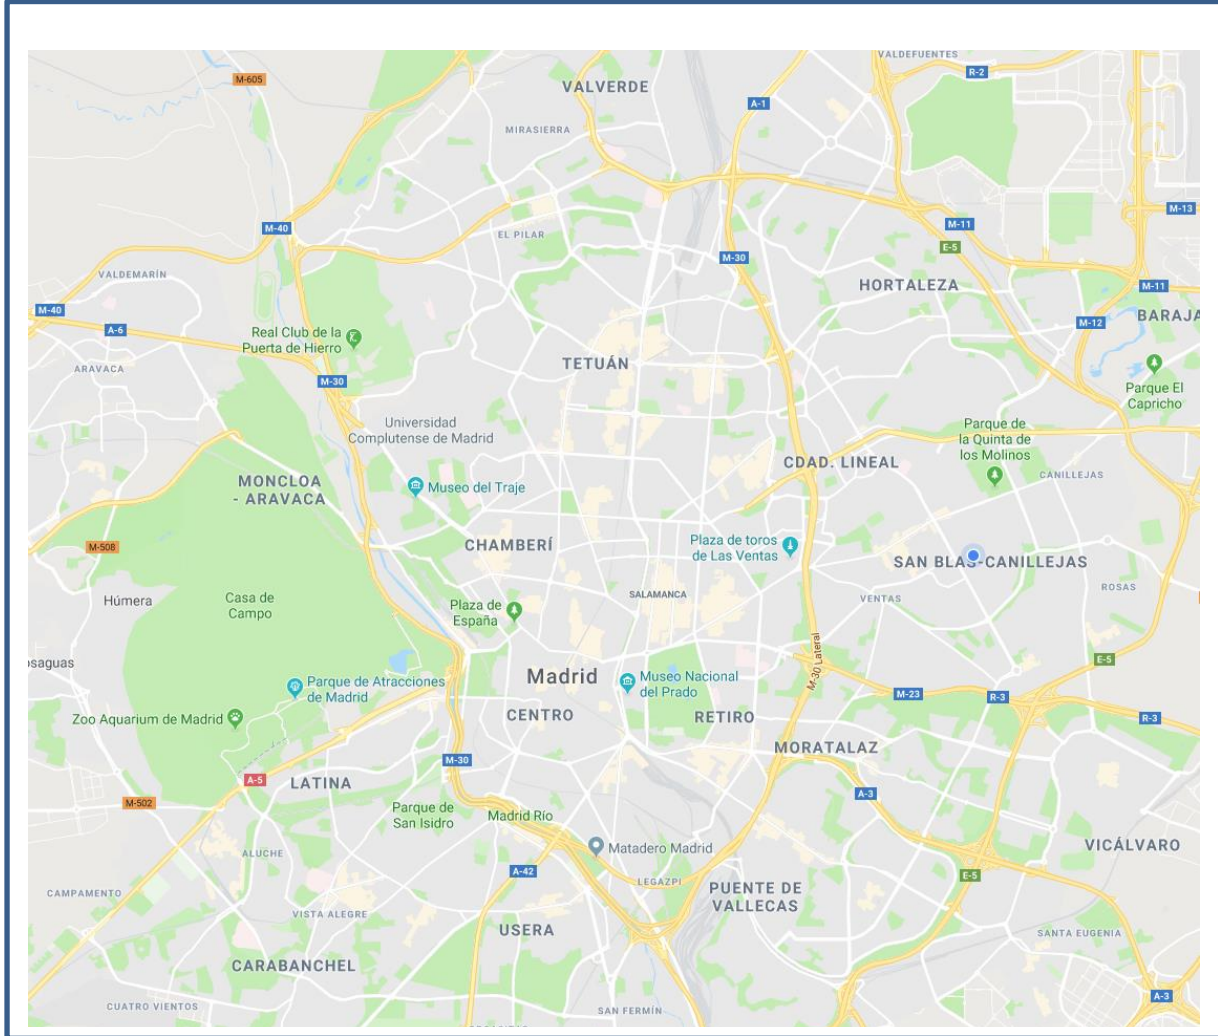 VALDEFUENTES
R-2
M-605
VALVERDE
A-1
MIRASIERRA
M-13
M-40
M-11
EL PILAR
E-5
M-30
VALDEMARÍN
HORTALEZA
M-11
M-40
BARAJA
M-12
A-6
Real Club de la
Puerta de Hierro
TETUÁN
ARAVACA
M-30
Parque El
Capricho
Universidad
Complutense de Madrid
Parque de
la Quinta de
los Molinos
CDAD. LINEAL
CANILLEJAS
MONCLOA
- ARAVACA
Museo del Traje
M-508
CHAMBERÍ
Plaza de toros
de Las Ventas
SAN BLAS-CANILLEJAS
ROSAS
Húmera
Casa de
Campo
SALAMANCA
VENTAS
Plaza de
España
osaguas
M-30 Lateral
E-5
Madrid
Museo Nacional
del Prado
Parque de Atracciones
de Madrid
M-23
R-3
Zoo Aquarium de Madrid
CENTRO
RETIRO
R-3
MORATALAZ
M-30
A-5
LATINA
A-3
M-502
Parque de
San Isidro
Madrid Río
Matadero Madrid
VICÁLVARO
ALUCHE
A-42
LEGAZPI
E-5
CAMPAMENTO
PUENTE DE
VALLECAS
VISTA ALEGRE
USERA
SANTA EUGENIA
CARABANCHEL
A-3
CUATRO VIENTOS
SAN FERMÍN